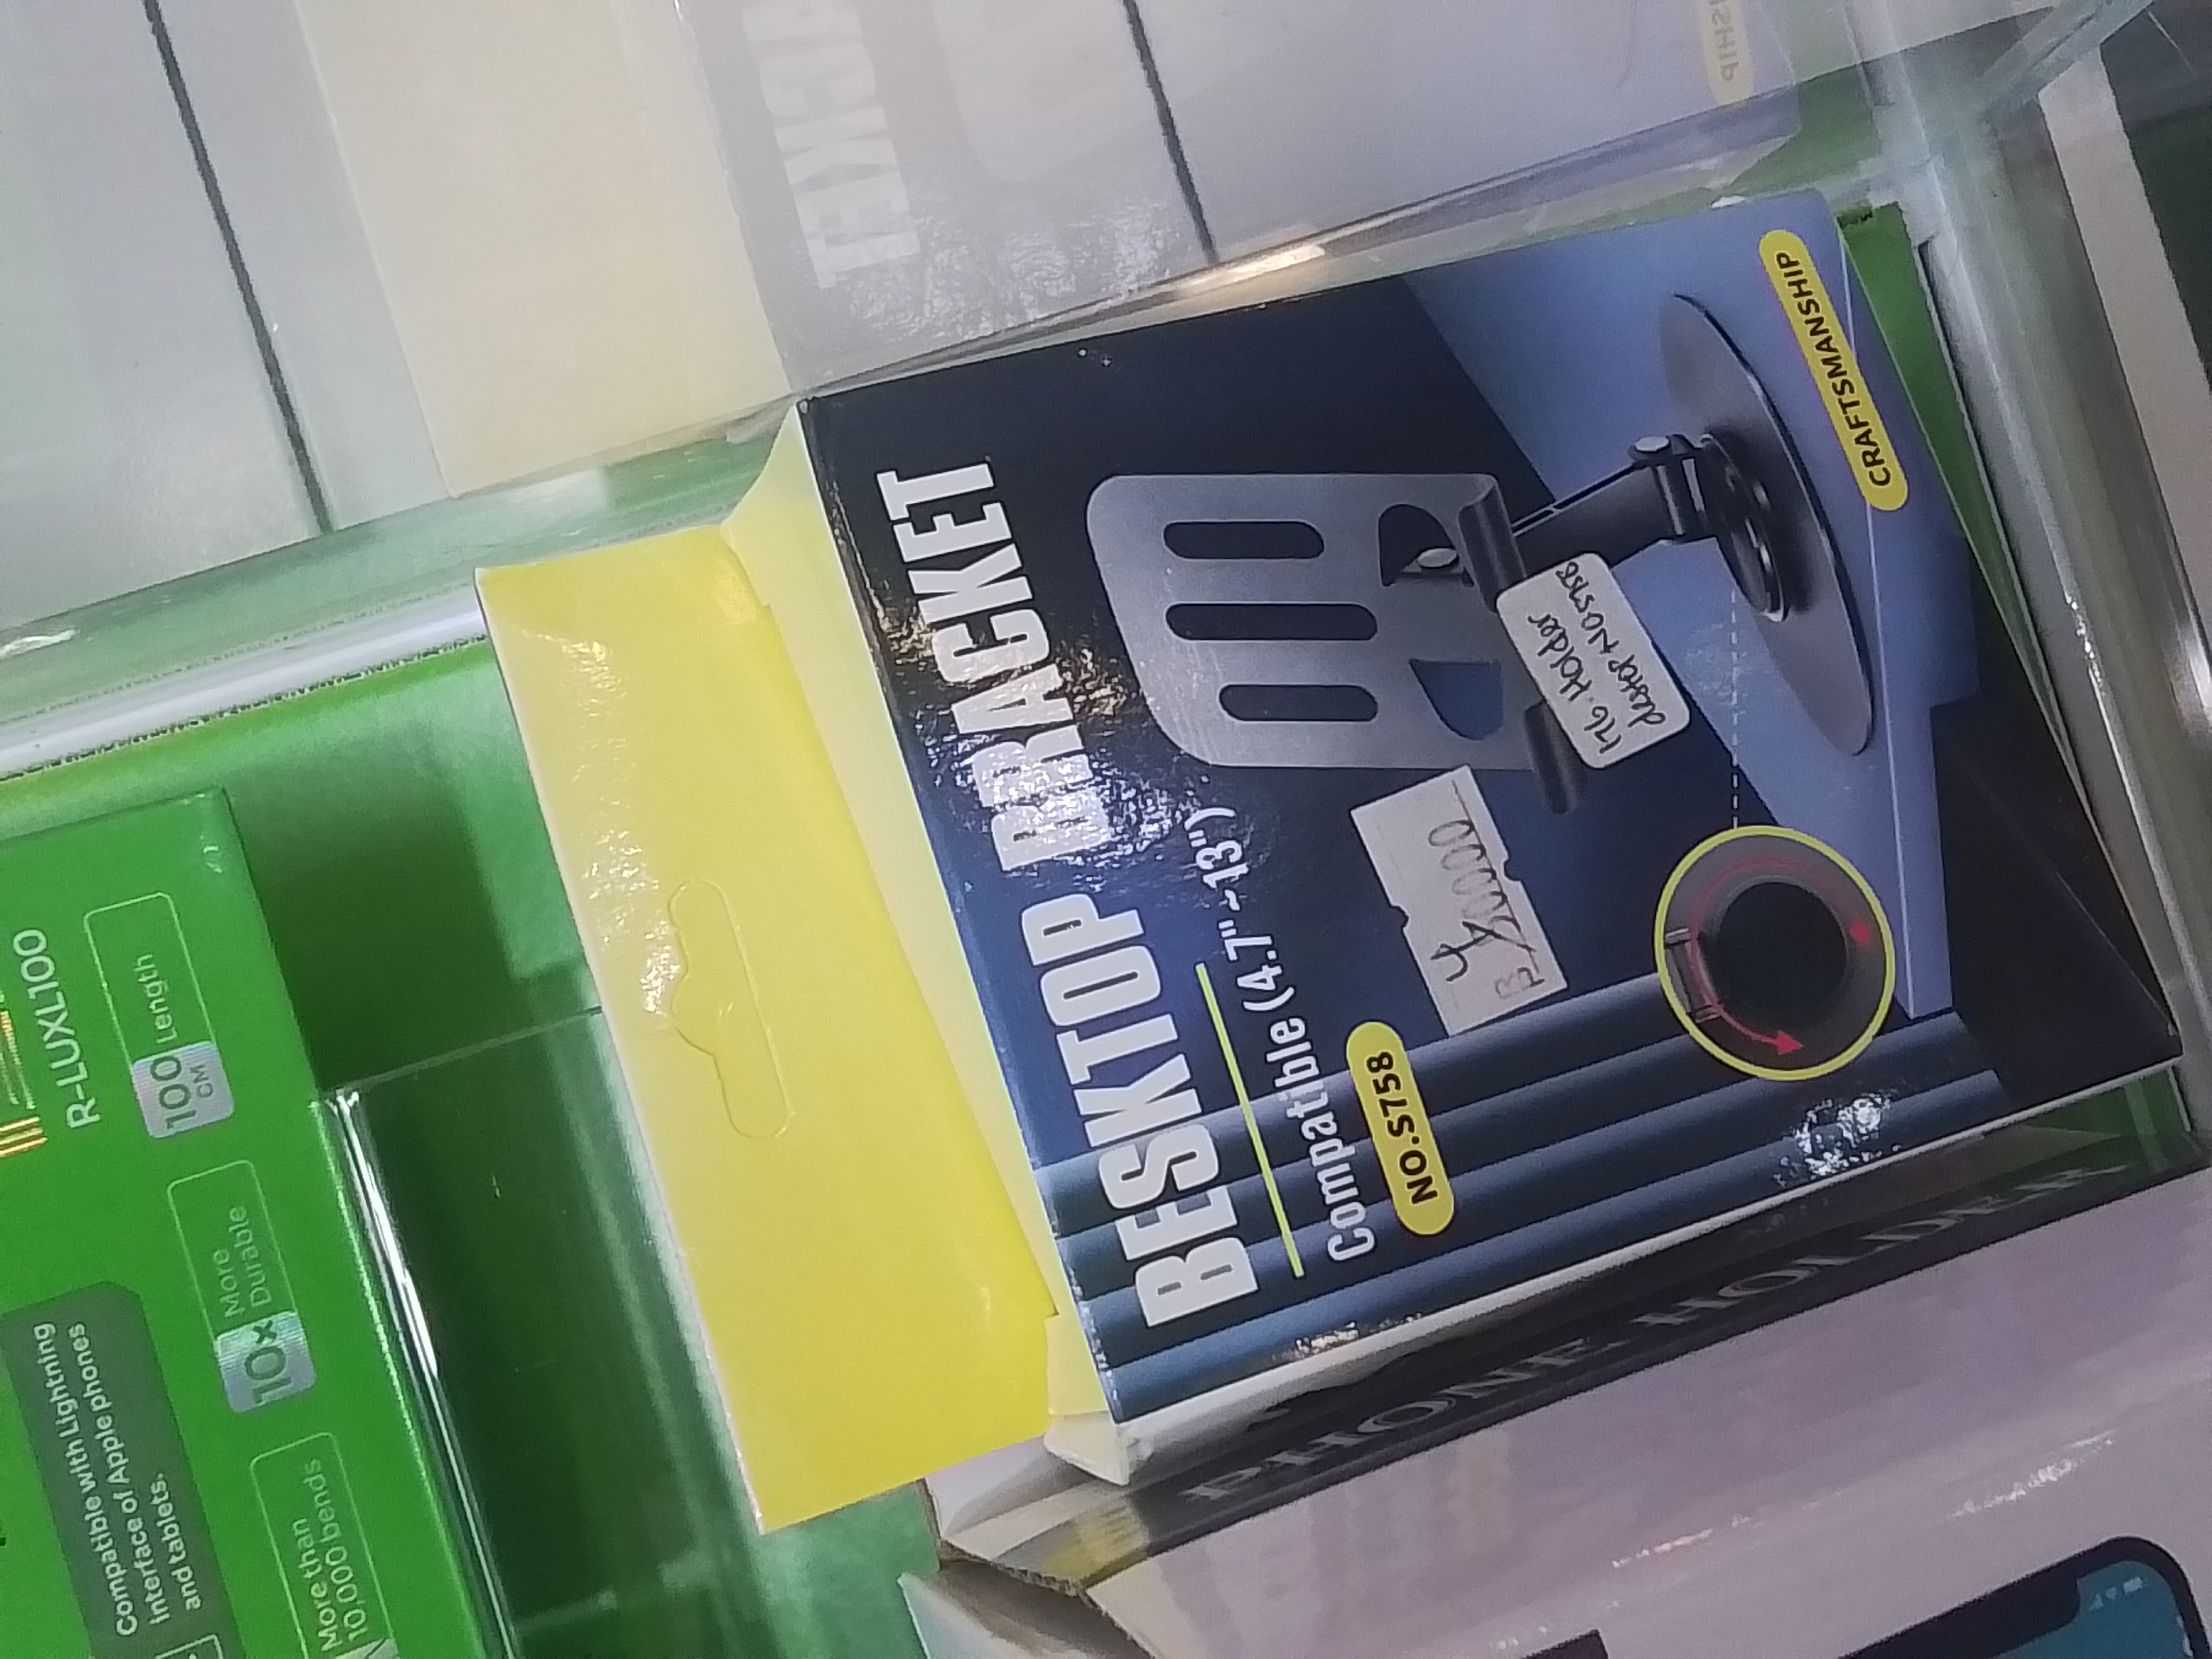 BESKTOP BRACKET
Compatible (4.7"~13")
NO.S758
CRAFTSMANSHIP
Holder
PHONE HOLDER
R-LUXL100
100 CM Length
10x More Durable
More than
10,000 bends
Compatible with Lightning
interface of Apple phones
and tablets.